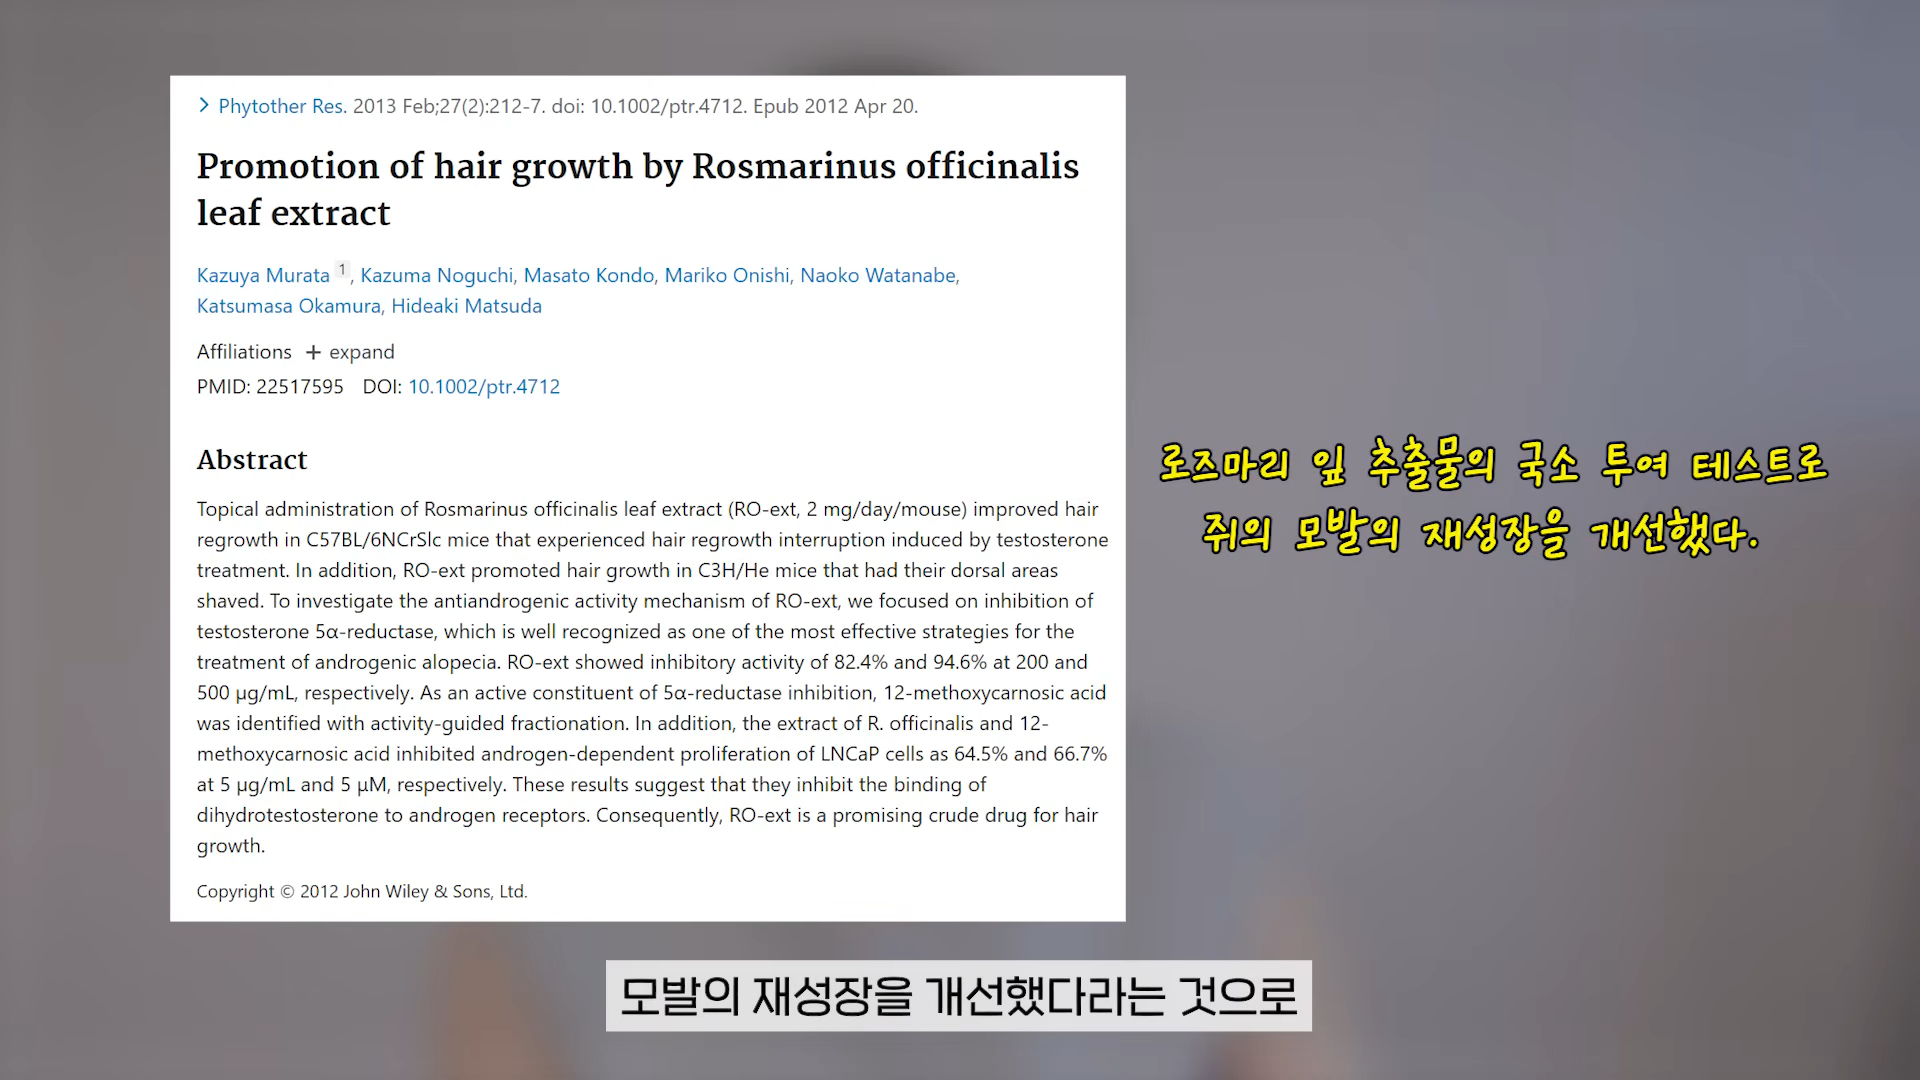 > Phytother Res. 2013 Feb;27(2):212-7. doi: 10.1002/ptr.4712. Epub 2012 Apr 20.
Promotion of hair growth by Rosmarinus officinalis
leaf extract
Kazuya Murata 1, Kazuma Noguchi, Masato Kondo, Mariko Onishi, Naoko Watanabe,
Katsumasa Okamura, Hideaki Matsuda
Affiliations + expand
PMID: 22517595 DOI: 10.1002/ptr.4712
Abstract
Topical administration of Rosmarinus officinalis leaf extract (RO-ext, 2 mg/day/mouse) improved hair
regrowth in C57BL/6NCrSlc mice that experienced hair regrowth interruption induced by testosterone
treatment. In addition, RO-ext promoted hair growth in C3H/He mice that had their dorsal areas
shaved. To investigate the antiandrogenic activity mechanism of RO-ext, we focused on inhibition of
testosterone 5α-reductase, which is well recognized as one of the most effective strategies for the
treatment of androgenic alopecia. RO-ext showed inhibitory activity of 82.4% and 94.6% at 200 and
500 µg/mL, respectively. As an active constituent of 5α-reductase inhibition, 12-methoxycarnosic acid
was identified with activity-guided fractionation. In addition, the extract of R. officinalis and 12-
methoxycarnosic acid inhibited androgen-dependent proliferation of LNCaP cells as 64.5% and 66.7%
at 5 µg/mL and 5 µM, respectively. These results suggest that they inhibit the binding of
dihydrotestosterone to androgen receptors. Consequently, RO-ext is a promising crude drug for hair
growth.
Copyright © 2012 John Wiley & Sons, Ltd.
로즈마리 잎 추출물의 국소 투여 테스트로
쥐의 모발의 재성장을 개선했다.
모발의 재성장을 개선했다라는 것으로